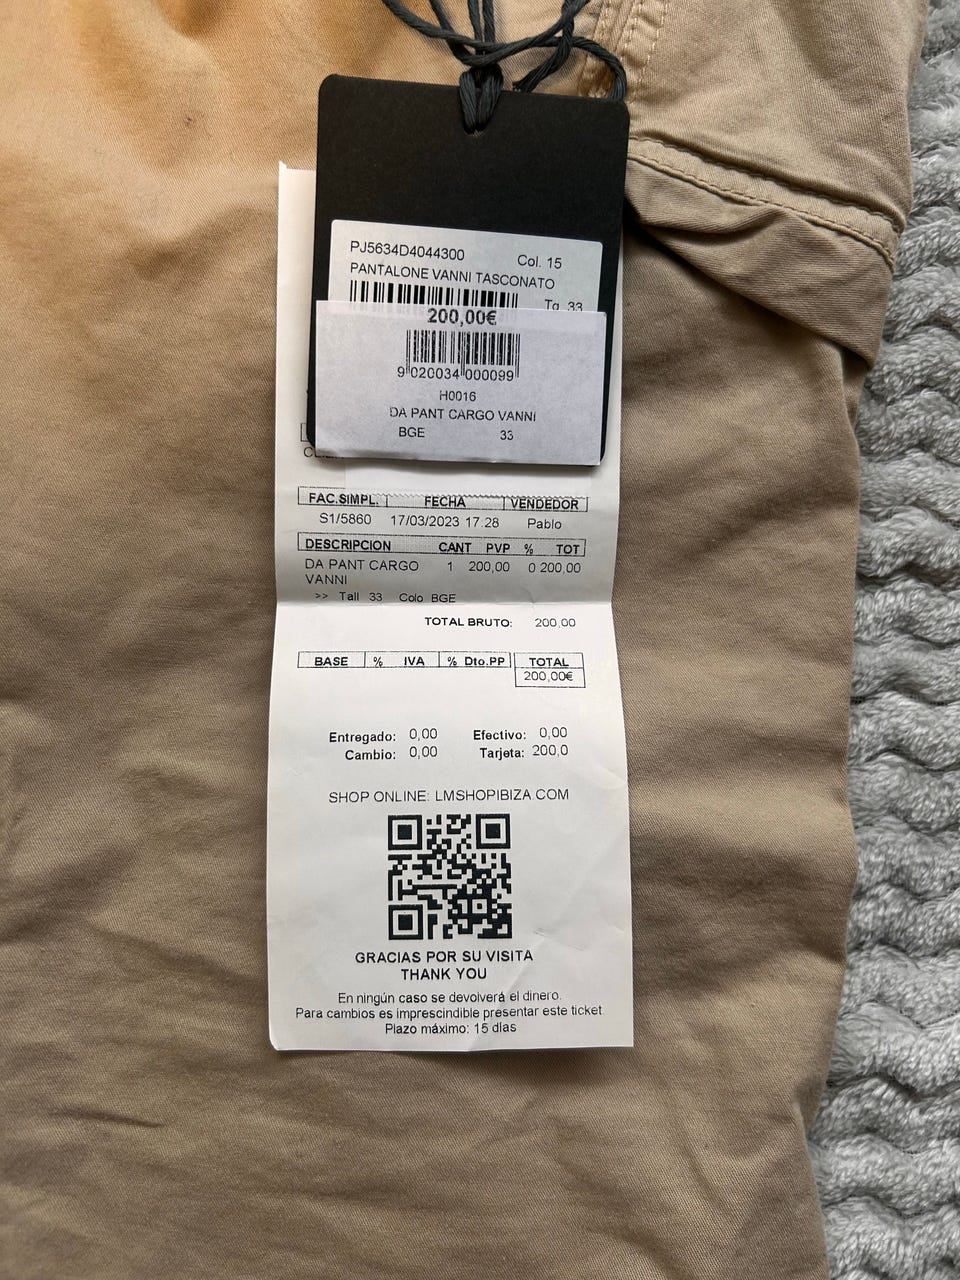 PJ5634D4044300 Col. 15
PANTALONE VANNI TASCONATO
Tg. 33
200,00€
9 020034 000099
H0016
DA PANT CARGO VANNI
BGE 33
FAC.SIMPL. FECHA VENDEDOR
S1/5860 17/03/2023 17:28 Pablo
DESCRIPCION CANT PVP % TOT
DA PANT CARGO 1 200,00 0 200,00
VANNI
>> Tall 33 Colo BGE
TOTAL BRUTO: 200,00
BASE % IVA % Dto.PP TOTAL
200,00€
Entregado: 0,00 Efectivo: 0,00
Cambio: 0,00 Tarjeta: 200,0
SHOP ONLINE: LMSHOPIBIZA.COM
GRACIAS POR SU VISITA
THANK YOU
En ningún caso se devolverá el dinero.
Para cambios es imprescindible presentar este ticket
Plazo máximo: 15 días